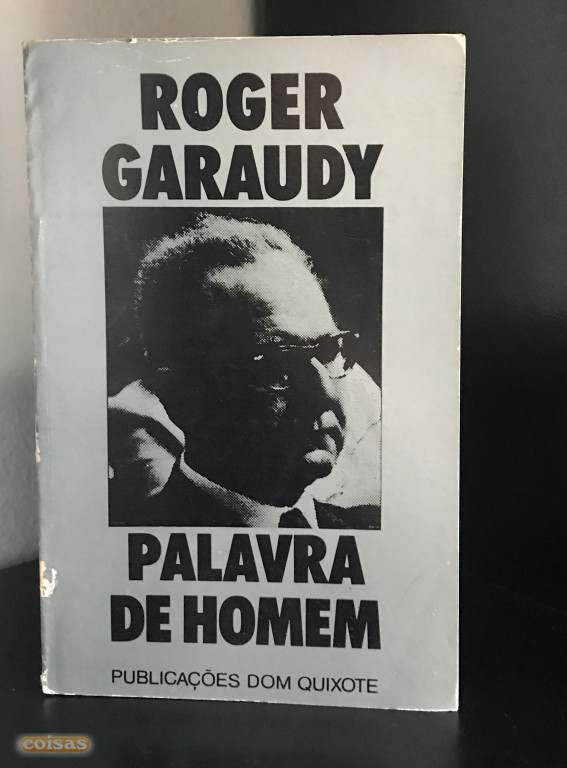 ROGER
GARAUDY
PALAVRA
DE HOMEM
PUBLICAÇÕES DOM QUIXOTE
coisas